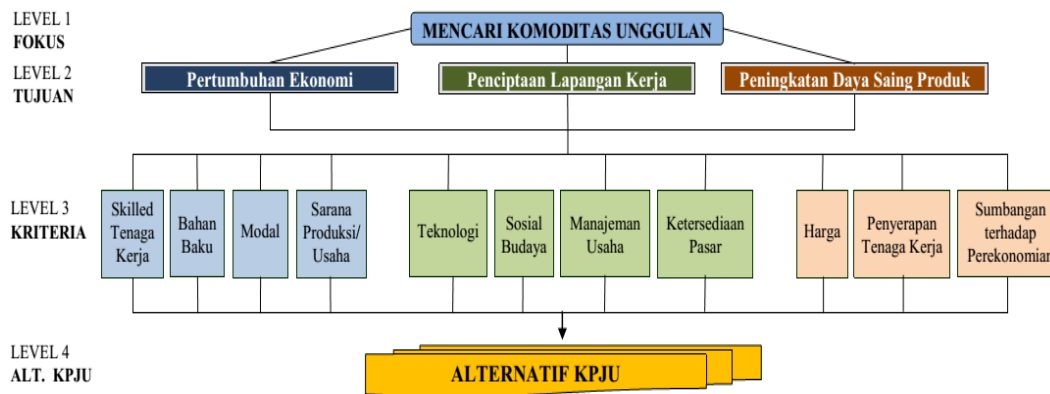 LEVEL 1
FOKUS
MENCARI KOMODITAS UNGGULAN
LEVEL 2
TUJUAN
Pertumbuhan Ekonomi
Penciptaan Lapangan Kerja
Peningkatan Daya Saing Produk
LEVEL 3
KRITERIA
Skilled
Tenaga
Kerja
Bahan
Baku
Modal
Sarana
Produksi/
Usaha
Teknologi
Sosial
Budaya
Manajeman
Usaha
Ketersediaan
Pasar
Harga
Penyerapan
Tenaga Kerja
Sumbangan
terhadap
Perekonomian
LEVEL 4
ALT. KPJU
ALTERNATIF KPJU